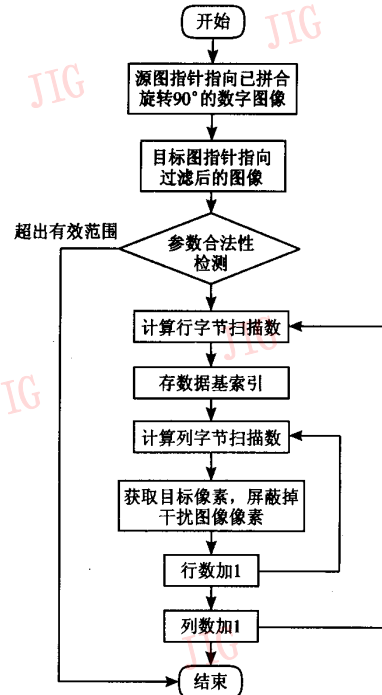 开始
JIG
JIG
源图指针指向已拼合
旋转90°的数字图像
目标图指针指向
过滤后的图像
超出有效范围
参数合法性
检测
计算行字节扫描数
JIG
存数据基索引
IG
计算列字节扫描数
获取目标像素，屏蔽掉
干扰图像像素
行数加1
列数加1
JIG
结束